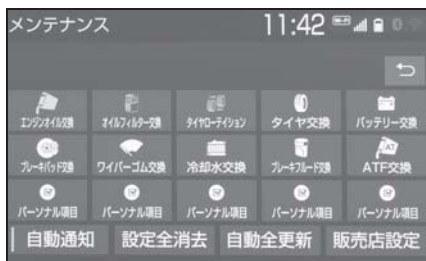 メンテナンス 11:42
エンジンオイル交換 オイルフィルター交換 タイヤローテイション タイヤ交換 バッテリー交換
ブレーキパッド交換 ワイパーゴム交換 冷却水交換 ブレーキフルード交換 ATF交換
パーソナル項目 パーソナル項目 パーソナル項目 パーソナル項目 パーソナル項目
自動通知 設定全消去 自動全更新 販売店設定